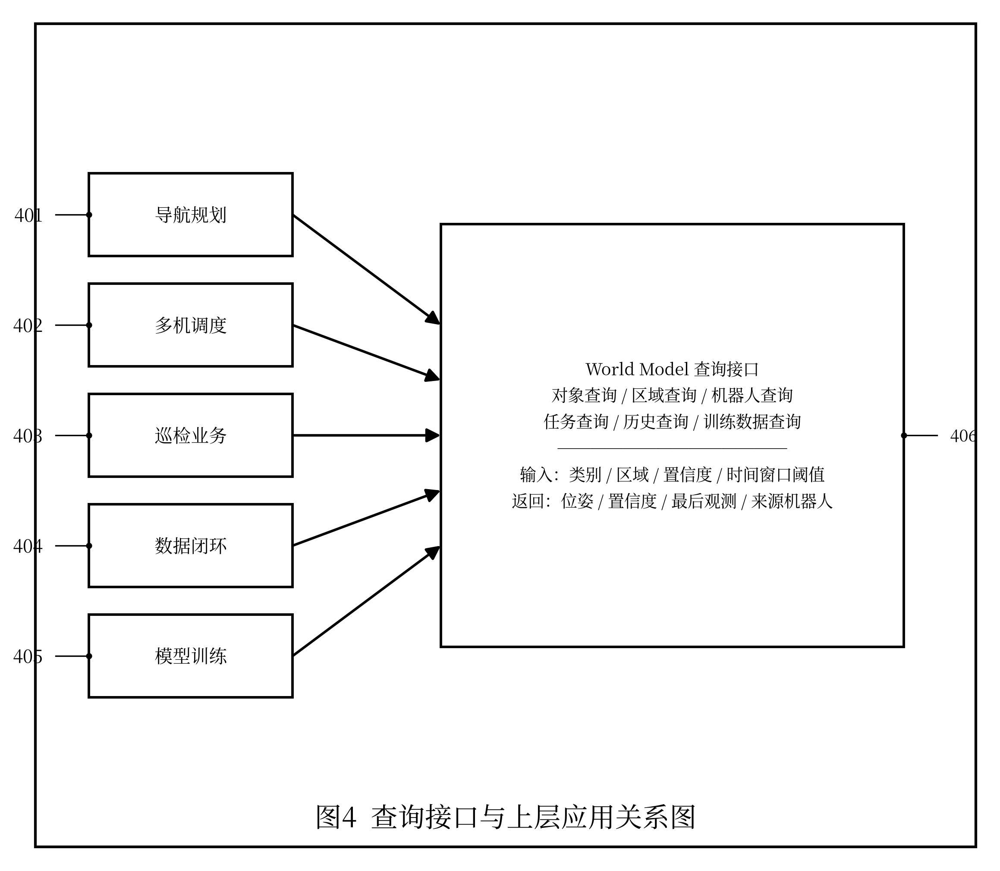 401
导航规划
402
多机调度
403
巡检业务
404
数据闭环
405
模型训练
World Model 查询接口
对象查询 / 区域查询 / 机器人查询
任务查询 / 历史查询 / 训练数据查询
输入：类别 / 区域 / 置信度 / 时间窗口阈值
返回：位姿 / 置信度 / 最后观测 / 来源机器人
406
图4 查询接口与上层应用关系图